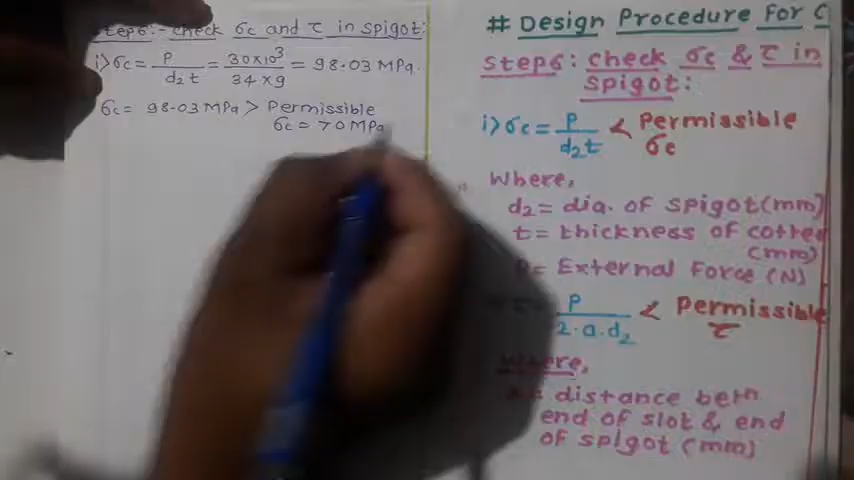 Step6:- check σc and τ in spigot:
i> σc = P / d2 t = 30×10³ / 34×9 = 98.03 MPa.
σc = 98.03 MPa > Permissible
σc = 70 MPa
# Design Procedure For C
Step6: check σc & τ in
spigot:
i> σc = P / d2t < Permissible
σc
Where,
d2 = dia. of spigot (mm)
t = thickness of cotter
(mm)
P = External Force (N)
τ = P / 2.a.d2 < Permissible
τ
Where,
a = distance betn
end of slot & end
of spigot (mm)